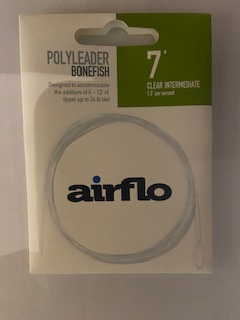 POLYLEADER
BONEFISH
Designed to accommodate
the addition of 4' - 12' of
tippet up to 24 lb test
7'
CLEAR INTERMEDIATE
1.5" per second
airflo